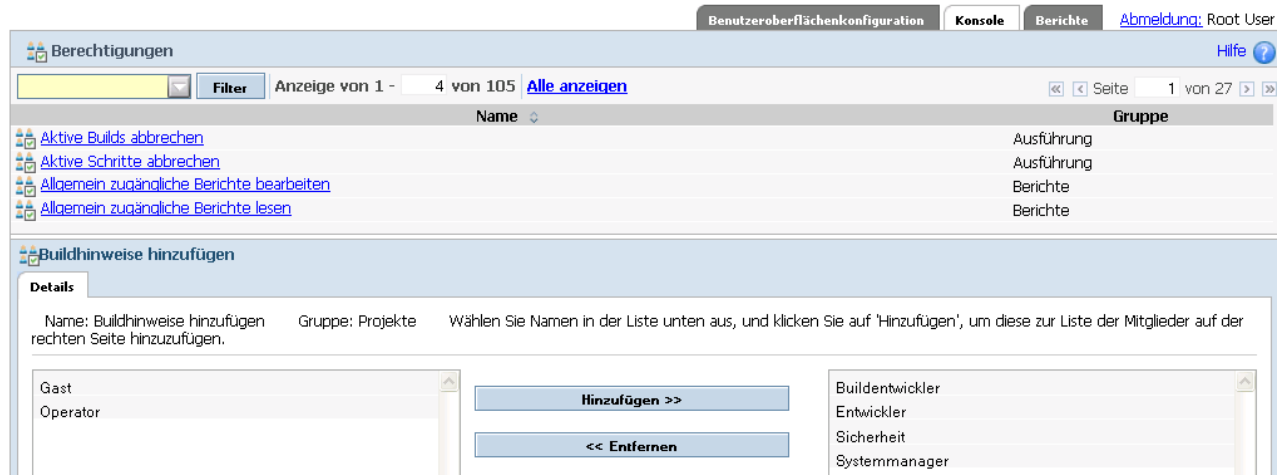 Benutzeroberflächenkonfiguration Konsole Berichte Abmeldung: Root User
Berechtigungen Hilfe ?
Filter Anzeige von 1 - 4 von 105 Alle anzeigen Seite 1 von 27
Name Gruppe
Aktive Builds abbrechen Ausführung
Aktive Schritte abbrechen Ausführung
Allgemein zugängliche Berichte bearbeiten Berichte
Allgemein zugängliche Berichte lesen Berichte
Buildhinweise hinzufügen
Details
Name: Buildhinweise hinzufügen Gruppe: Projekte Wählen Sie Namen in der Liste unten aus, und klicken Sie auf 'Hinzufügen', um diese zur Liste der Mitglieder auf der
rechten Seite hinzuzufügen.
Gast Hinzufügen >> Buildentwickler
Operator Entwickler
<< Entfernen Sicherheit
Systemmanager